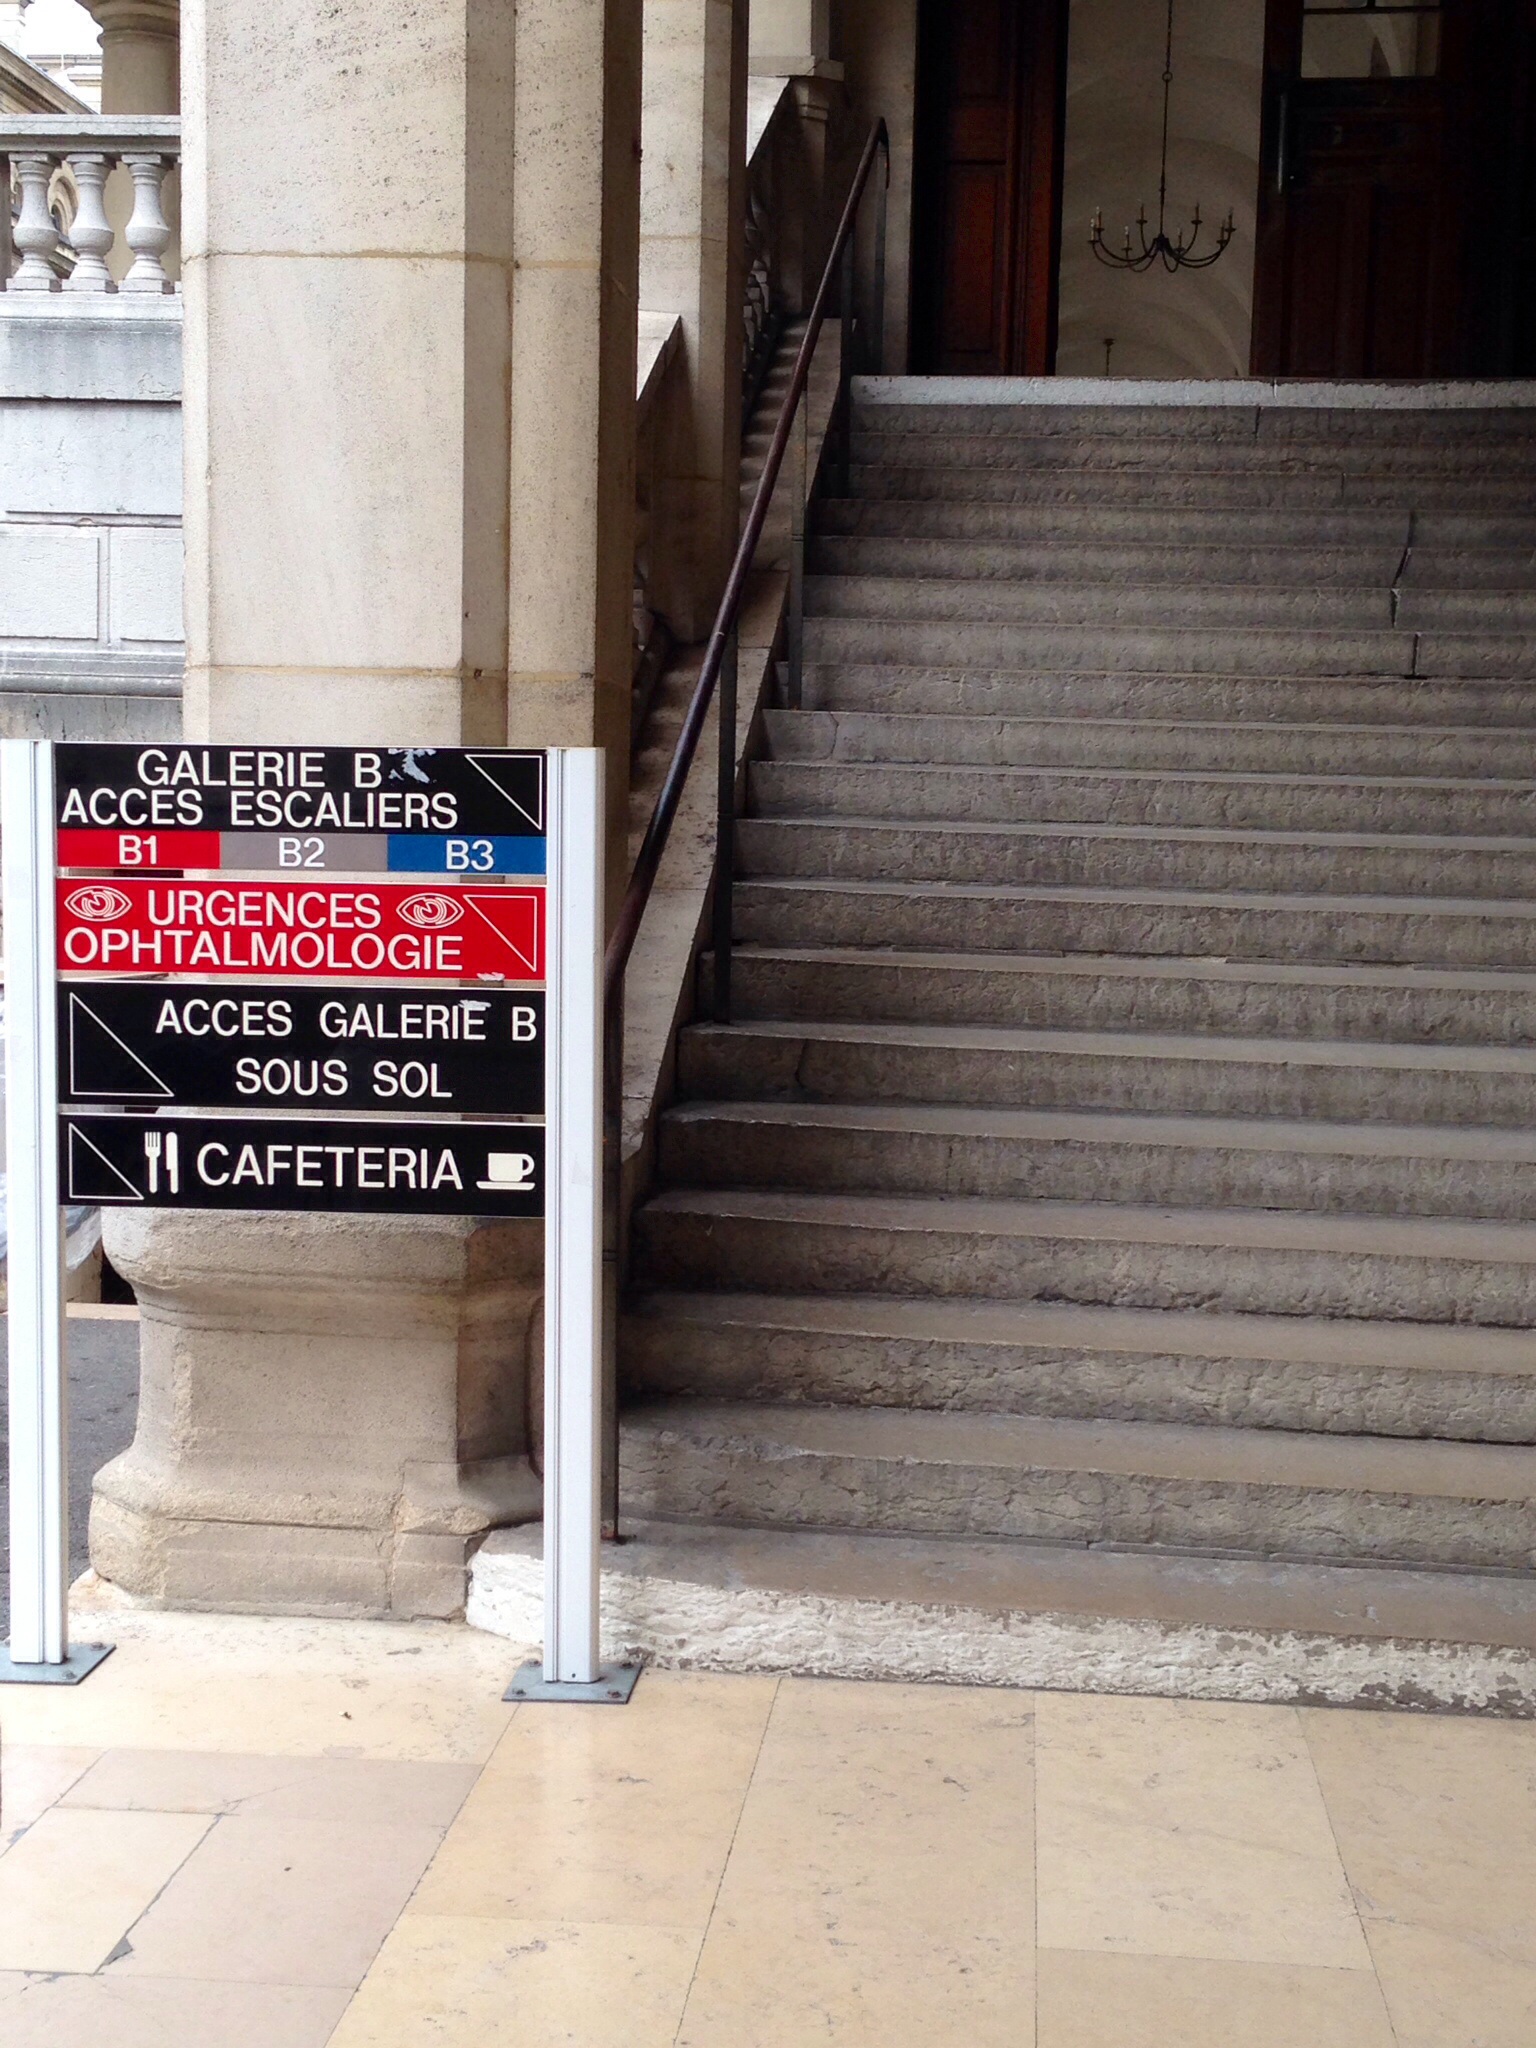 GALERIE B
ACCES ESCALIERS
B1 B2 B3
URGENCES
OPHTALMOLOGIE
ACCES GALERIE B
SOUS SOL
CAFETERIA